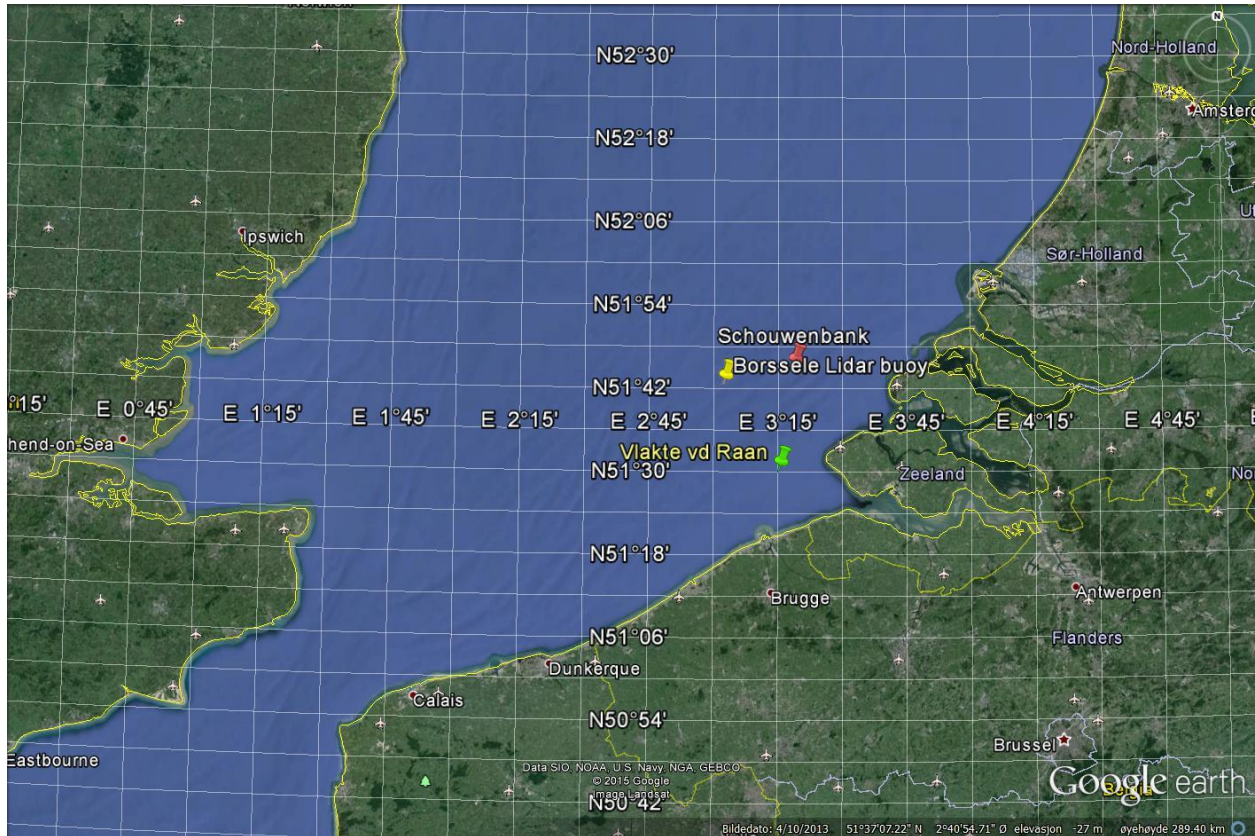 N52°30'
Nord-Holland
N
N52°18'
N52°06'
Ipswich
Sør-Holland
N51°54'
Schouwenbank
Borssele Lidar buoy
N51°42'
E 0°45'
E 1°15'
E 1°45'
E 2°15'
E 2°45'
E 3°15'
E 3°45'
E 4°15'
E 4°45'
hend-on-Sea
Vlakte vd Raan
N51°30'
Zeeland
N51°18'
Brugge
Antwerpen
N51°06'
Flanders
Dunkerque
Calais
N50°54'
Brussel
Eastbourne
Data SIO, NOAA, U.S. Navy, NGA, GEBCO
© 2015 Google
Image Landsat
N50°42'
Google earth
Bildedato: 4/10/2013 51°37'07.22" N 2°40'54.71" Ø elevasjon -27 m øyehøyde 289.40 km